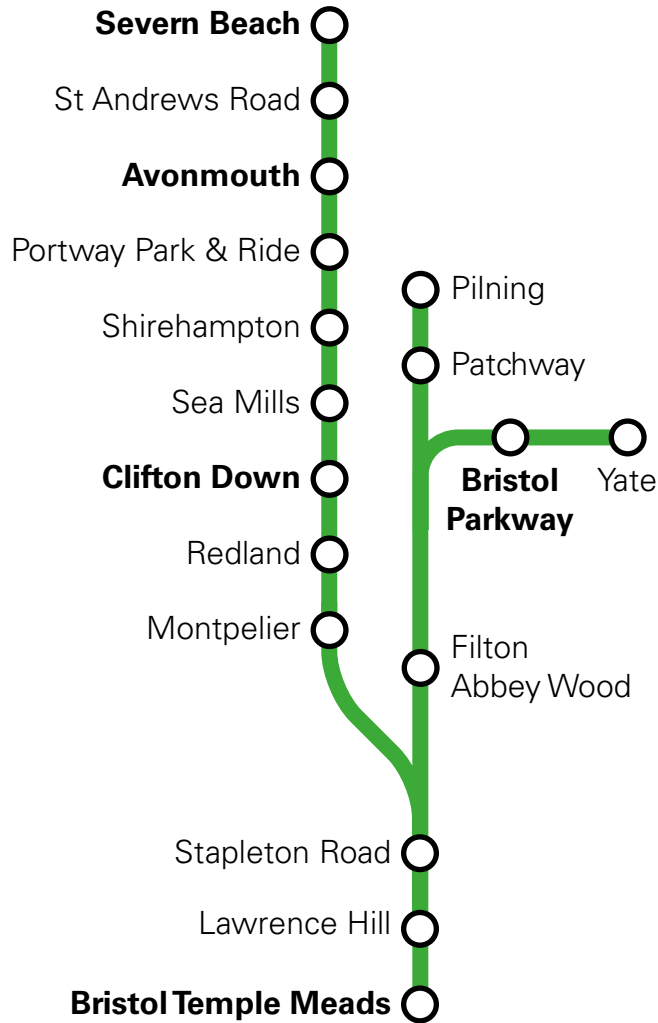 Severn Beach
St Andrews Road
Avonmouth
Portway Park & Ride
Shirehampton
Sea Mills
Clifton Down
Redland
Montpelier
Pilning
Patchway
Bristol
Parkway
Yate
Filton
Abbey Wood
Stapleton Road
Lawrence Hill
Bristol Temple Meads